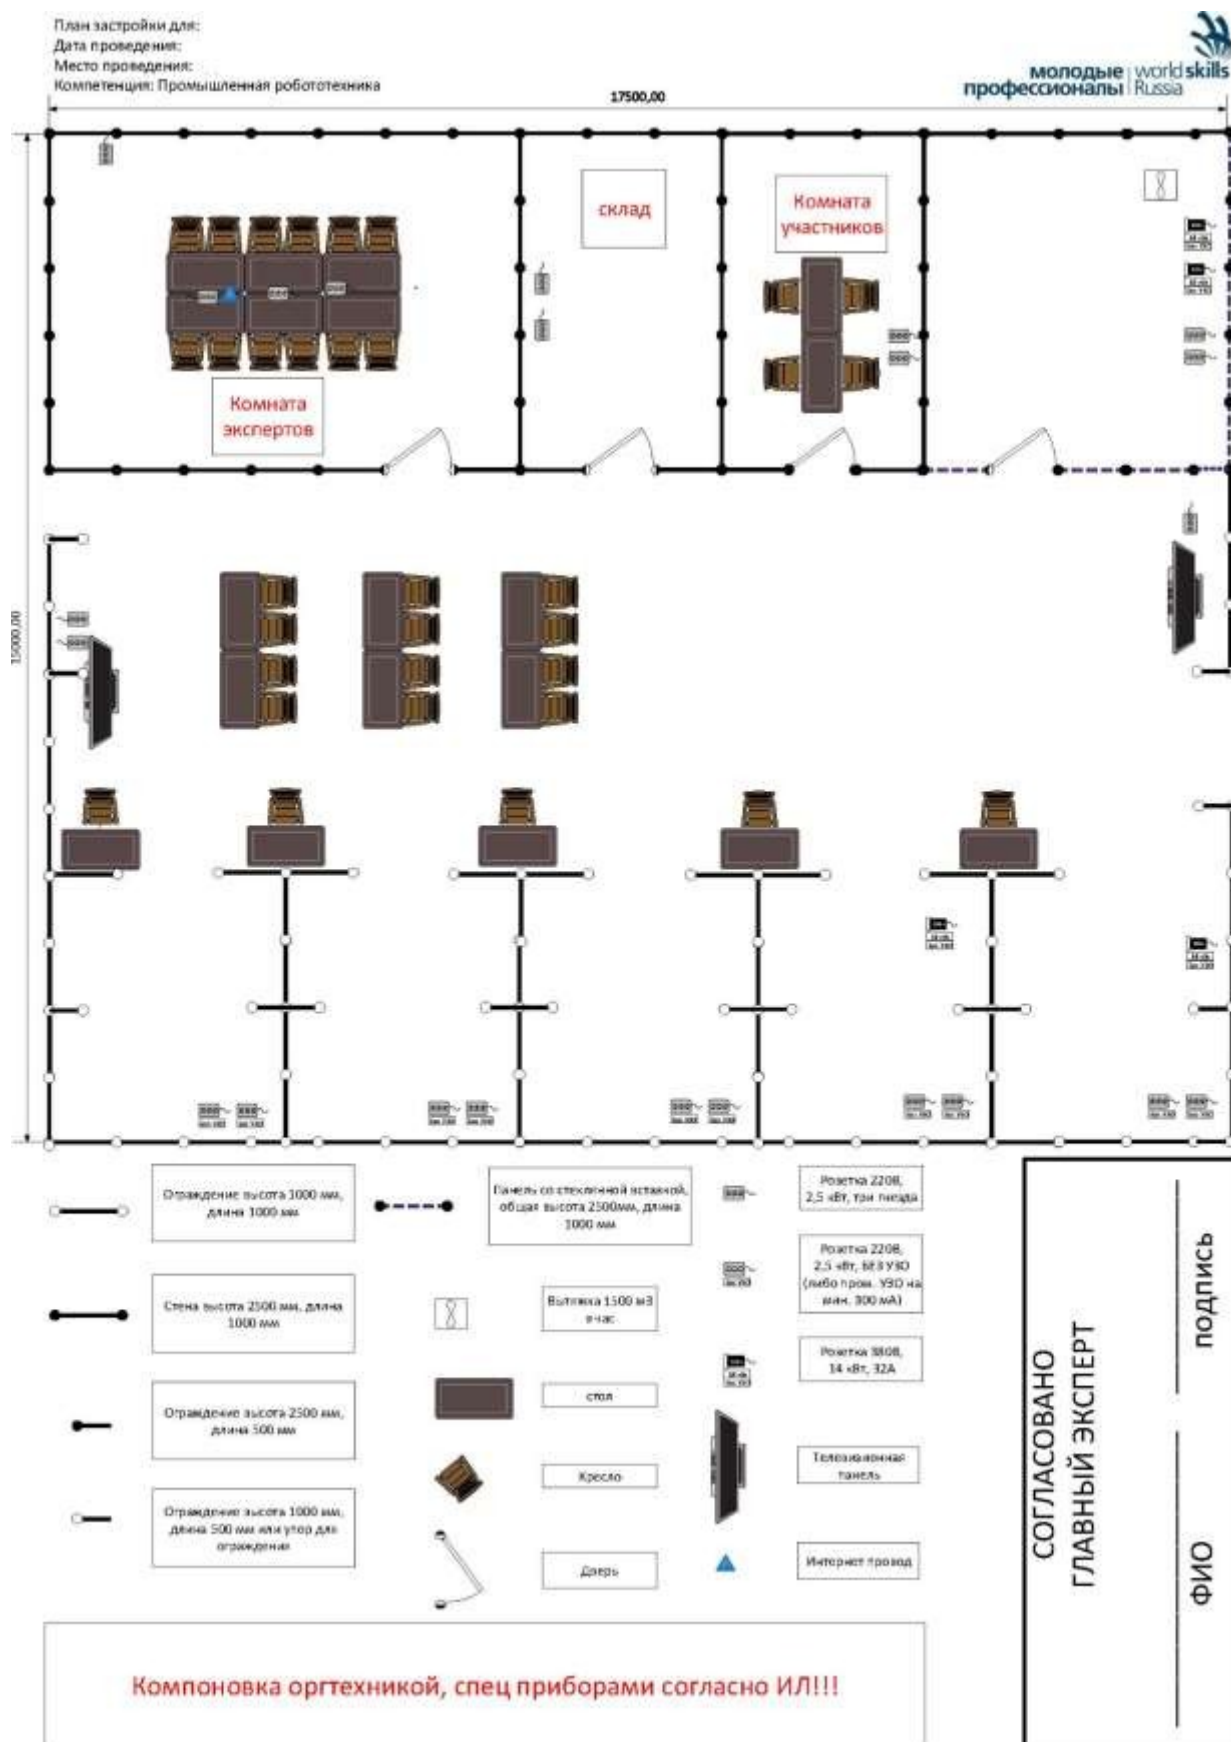 План застройки для:
Дата проведения:
Место проведения:
Компетенция: Промышленная робототехника
молодые
профессионалы
world skills
Russia
17500,00
15000,00
склад
Комната
участников
Комната
экспертов
Ограждение высота 1000 мм,
длина 1000 мм
Стена высота 2500 мм, длина
1000 мм
Ограждение высота 2500 мм,
длина 500 мм
Ограждение высота 1000 мм,
длина 500 мм или упор для
ограждения
Панель со стеклянной вставкой,
общая высота 2500мм, длина
1000 мм
Вытяжка 1500 м3
в час
стол
Кресло
Дверь
Розетка 220В,
2,5 кВт, три гнезда
Розетка 220В,
2,5 кВт, БЕЗ УЗО
(либо пром. УЗО на
мин. 300 мА)
Розетка 380В,
14 кВт, 32А
Телевизионная
панель
Интернет провод
СОГЛАСОВАНО
ГЛАВНЫЙ ЭКСПЕРТ
подпись
ФИО
Компоновка оргтехникой, спец приборами согласно ИЛ!!!